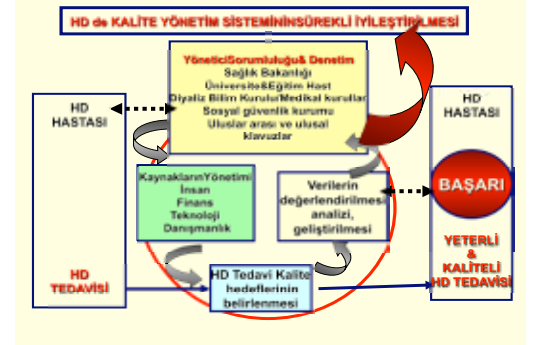 HD de KALİTE YÖNETİM SİSTEMİNİNSÜREKLİ İYİLEŞTİRİLMESİ
YöneticiSorumluluğu& Denetim
Sağlık Bakanlığı
Üniversite&Eğitim Hast
Diyaliz Bilim Kurulu/Medikal kurullar
Sosyal güvenlik kurumu
Uluslar arası ve ulusal
klavuzlar
HD
HASTASI
HD
TEDAVİSİ
KaynaklarınYönetimi
İnsan
Finans
Teknoloji
Danışmanlık
Verilerin
değerlendirilmesi
analizi,
geliştirilmesi
HD Tedavi Kalite
hedeflerinin
belirlenmesi
HD
HASTASI
BAŞARI
YETERLİ
&
KALİTELİ
HD TEDAVİSİ